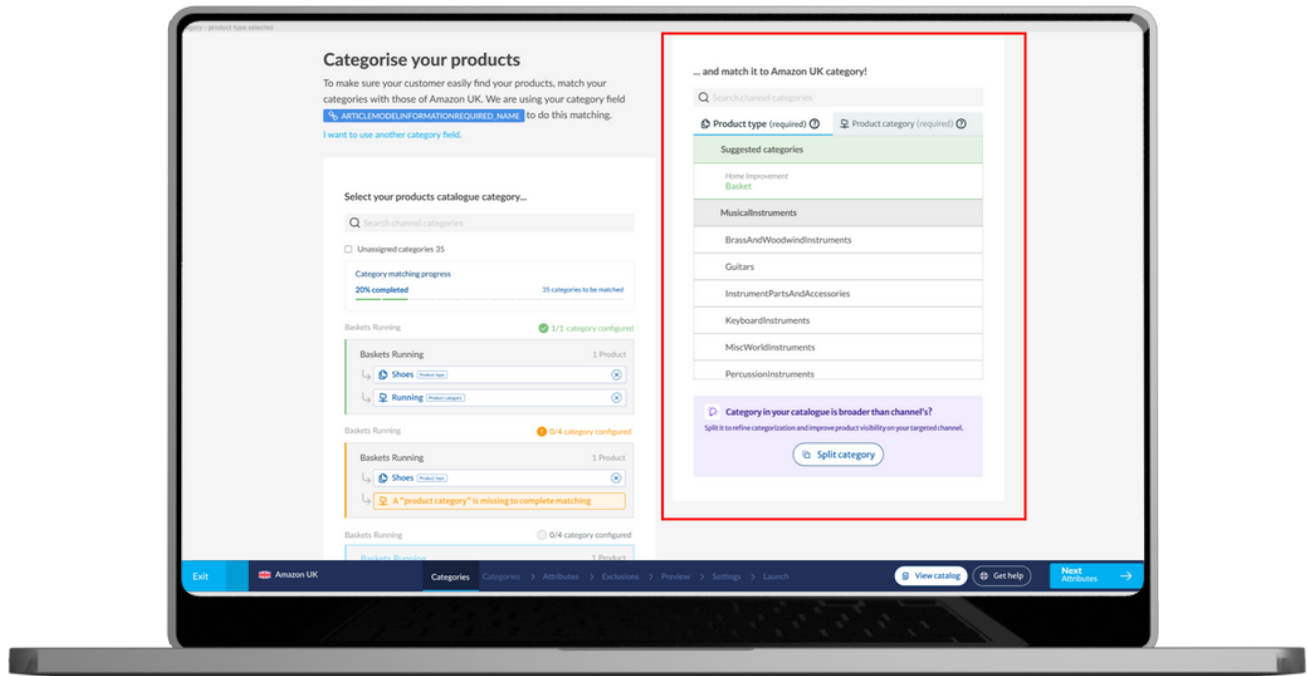 gory - product type selected
Categorise your products
To make sure your customer easily find your products, match your
categories with those of Amazon UK. We are using your category field
ARTICLEMODELINFORMATIONREQUIRED_NAME to do this matching.
I want to use another category field.
Select your products catalogue category...
Search channel categories
Unassigned categories 35
Category matching progress
20% completed 35 categories to be matched
Baskets Running 1/1 category configured
Baskets Running 1 Product
Shoes Product type
Running Product category
Baskets Running 0/4 category configured
Baskets Running 1 Product
Shoes Product type
A "product category" is missing to complete matching
Baskets Running 0/4 category configured
Baskets Running 1 Product
... and match it to Amazon UK category!
Search channel categories
Product type (required) ? Product category (required) ?
Suggested categories
Home Improvement
Basket
MusicalInstruments
BrassAndWoodwindInstruments
Guitars
InstrumentPartsAndAccessories
KeyboardInstruments
MiscWorldInstruments
PercussionInstruments
Category in your catalogue is broader than channel's?
Split it to refine categorization and improve product visibility on your targeted channel.
Split category
Exit Amazon UK Categories Categories > Attributes > Exclusions > Preview > Settings > Launch View catalog Get help Next
Attributes